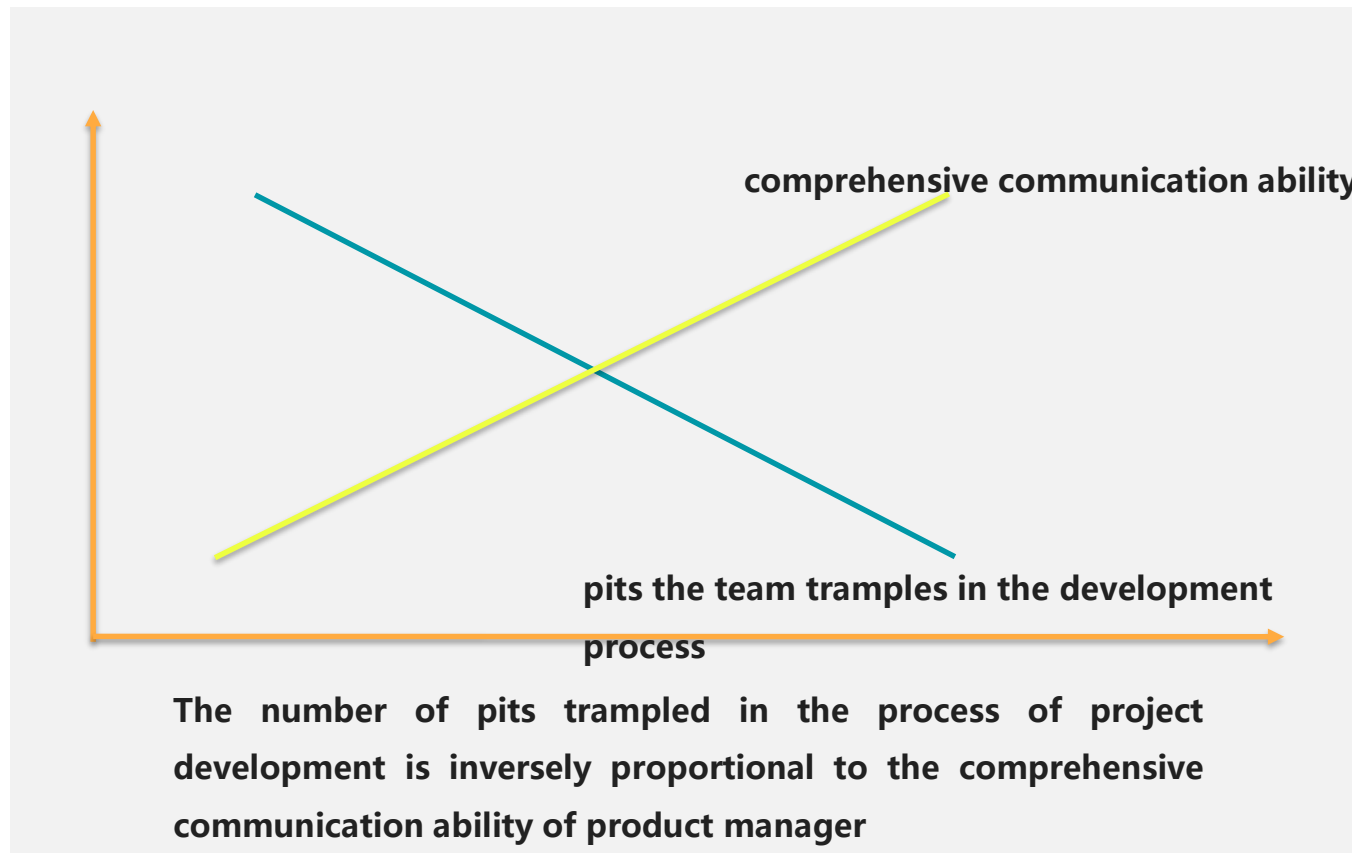 comprehensive communication ability
pits the team tramples in the development
process
The number of pits trampled in the process of project
development is inversely proportional to the comprehensive
communication ability of product manager